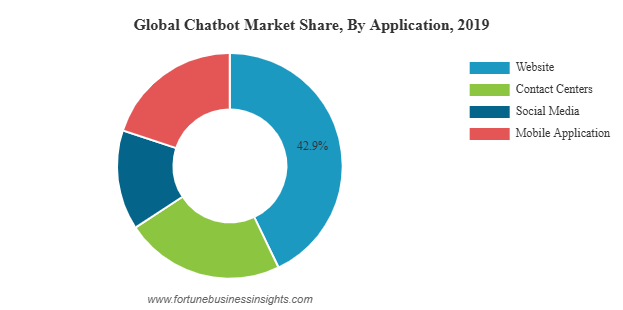 Global Chatbot Market Share, By Application, 2019
Website
Contact Centers
Social Media
Mobile Application
42.9%
www.fortunebusinessinsights.com